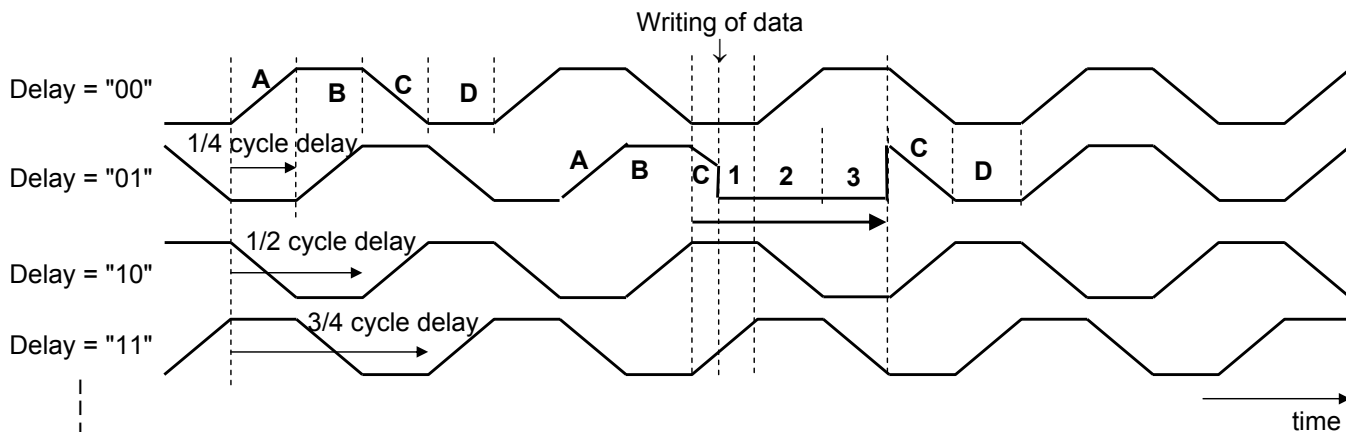 Writing of data
↓
Delay = "00"
A
B
C
D
1/4 cycle delay
Delay = "01"
A
B
C
1
2
3
C
D
1/2 cycle delay
Delay = "10"
3/4 cycle delay
Delay = "11"
time